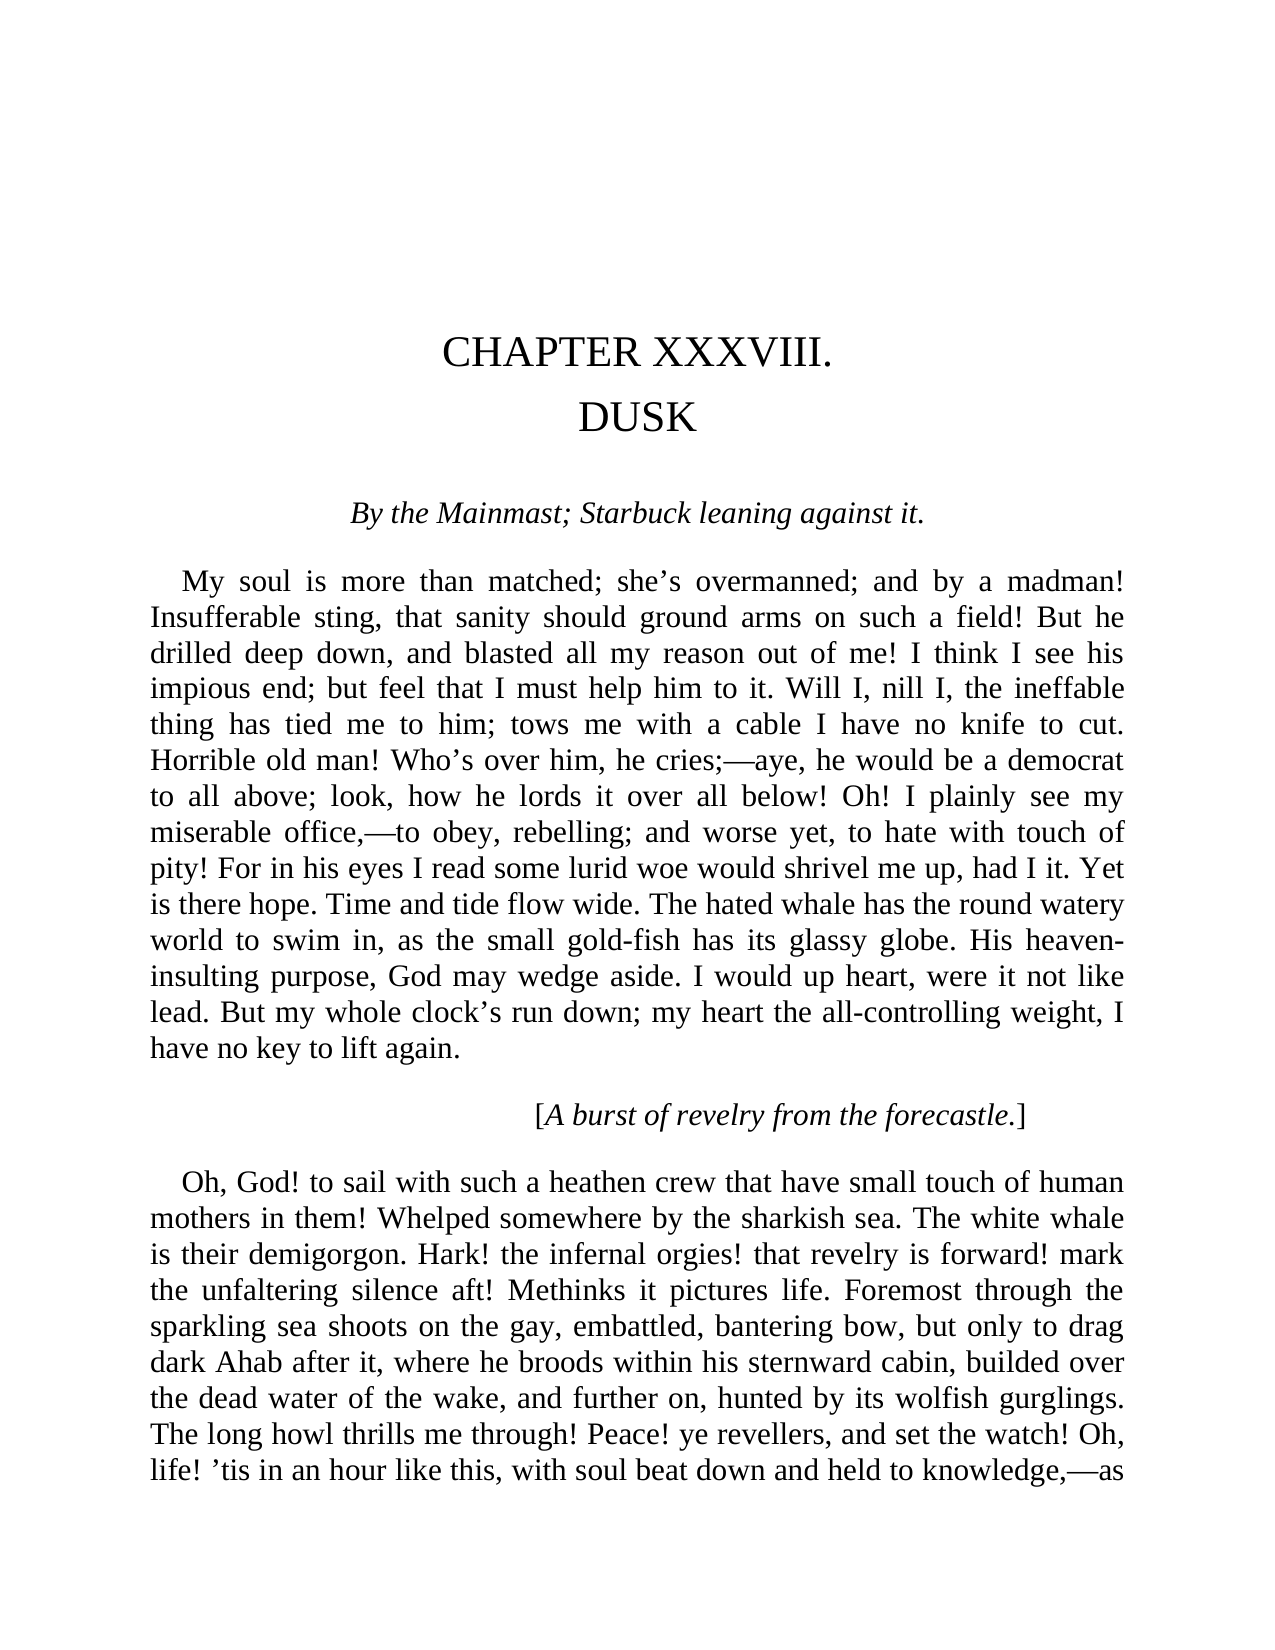 CHAPTER XXXVIII.
DUSK
By the Mainmast; Starbuck leaning against it.
My soul is more than matched; she’s overmanned; and by a madman!
Insufferable sting, that sanity should ground arms on such a field! But he
drilled deep down, and blasted all my reason out of me! I think I see his
impious end; but feel that I must help him to it. Will I, nill I, the ineffable
thing has tied me to him; tows me with a cable I have no knife to cut.
Horrible old man! Who’s over him, he cries;—aye, he would be a democrat
to all above; look, how he lords it over all below! Oh! I plainly see my
miserable office,—to obey, rebelling; and worse yet, to hate with touch of
pity! For in his eyes I read some lurid woe would shrivel me up, had I it. Yet
is there hope. Time and tide flow wide. The hated whale has the round watery
world to swim in, as the small gold-fish has its glassy globe. His heaven-
insulting purpose, God may wedge aside. I would up heart, were it not like
lead. But my whole clock’s run down; my heart the all-controlling weight, I
have no key to lift again.
[A burst of revelry from the forecastle.]
Oh, God! to sail with such a heathen crew that have small touch of human
mothers in them! Whelped somewhere by the sharkish sea. The white whale
is their demigorgon. Hark! the infernal orgies! that revelry is forward! mark
the unfaltering silence aft! Methinks it pictures life. Foremost through the
sparkling sea shoots on the gay, embattled, bantering bow, but only to drag
dark Ahab after it, where he broods within his sternward cabin, builded over
the dead water of the wake, and further on, hunted by its wolfish gurglings.
The long howl thrills me through! Peace! ye revellers, and set the watch! Oh,
life! ’tis in an hour like this, with soul beat down and held to knowledge,—as